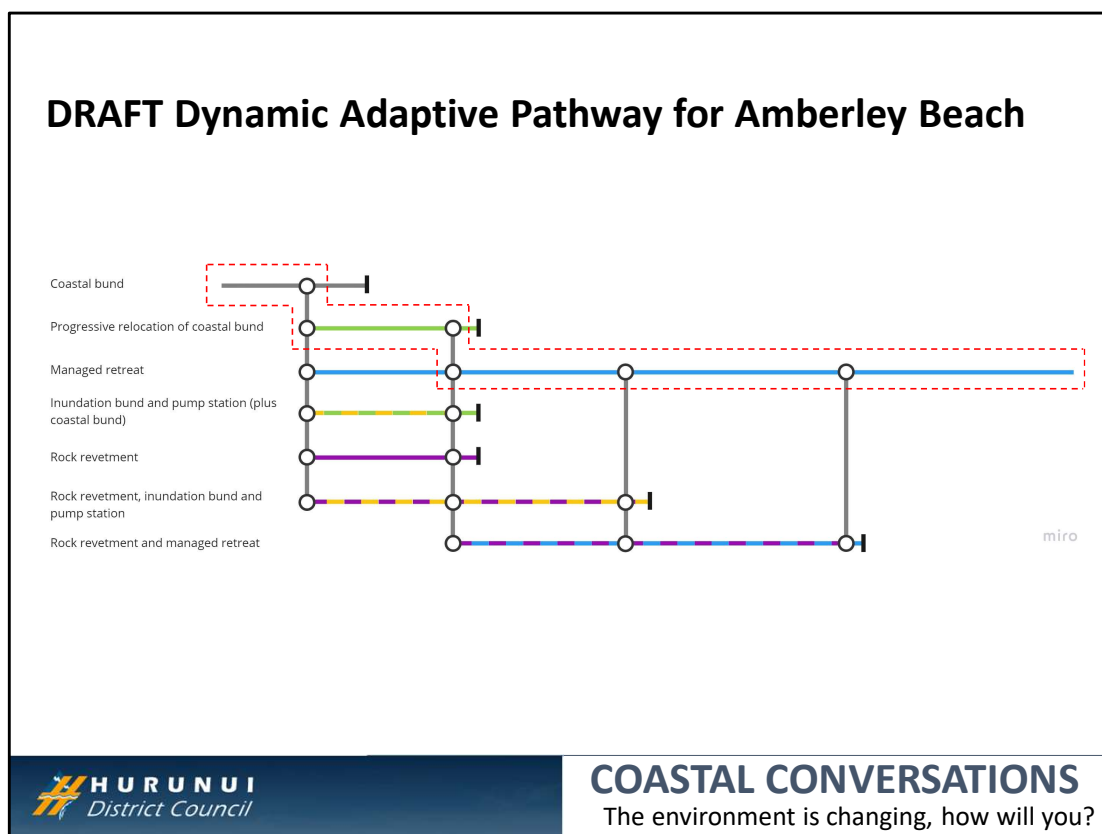 DRAFT Dynamic Adaptive Pathway for Amberley Beach
Coastal bund
Progressive relocation of coastal bund
Managed retreat
Inundation bund and pump station (plus
coastal bund)
Rock revetment
Rock revetment, inundation bund and
pump station
Rock revetment and managed retreat
miro
HURUNUI
District Council
COASTAL CONVERSATIONS
The environment is changing, how will you?